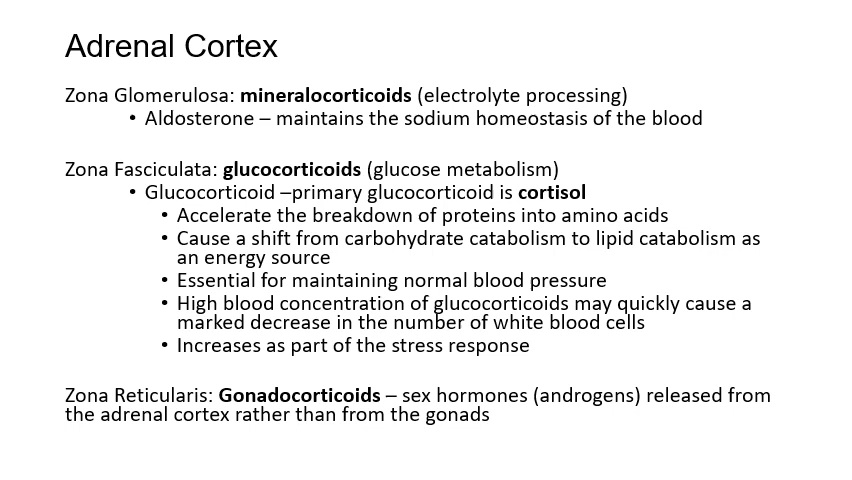 Adrenal Cortex
Zona Glomerulosa: mineralocorticoids (electrolyte processing)
• Aldosterone – maintains the sodium homeostasis of the blood
Zona Fasciculata: glucocorticoids (glucose metabolism)
• Glucocorticoid –primary glucocorticoid is cortisol
• Accelerate the breakdown of proteins into amino acids
• Cause a shift from carbohydrate catabolism to lipid catabolism as
an energy source
• Essential for maintaining normal blood pressure
• High blood concentration of glucocorticoids may quickly cause a
marked decrease in the number of white blood cells
• Increases as part of the stress response
Zona Reticularis: Gonadocorticoids – sex hormones (androgens) released from
the adrenal cortex rather than from the gonads